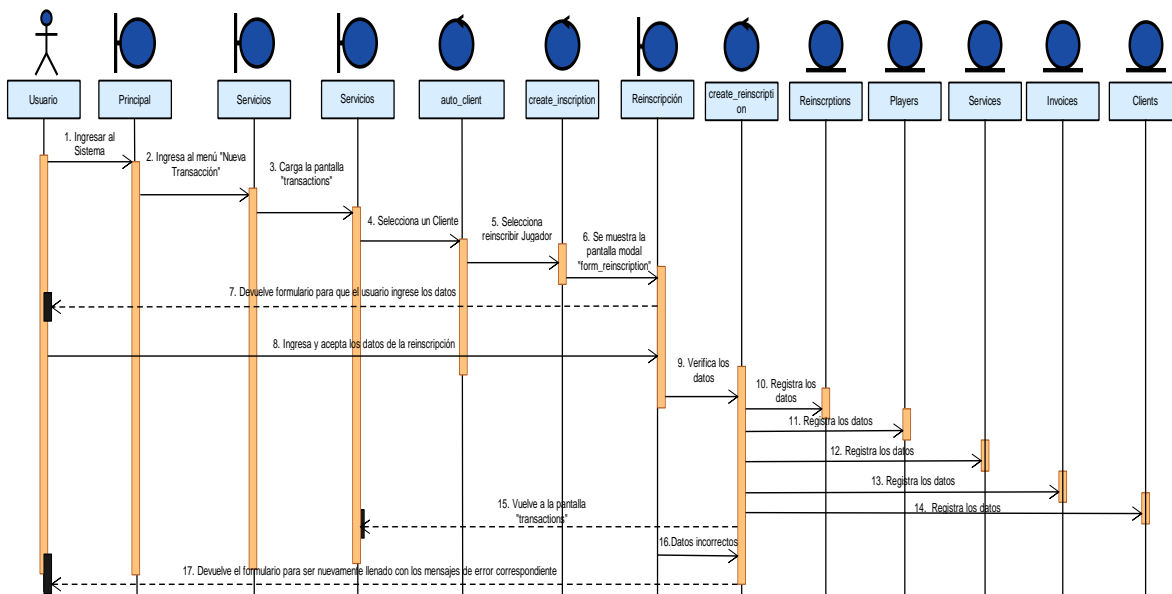 Usuario
Principal
Servicios
Servicios
auto_client
create_inscription
Reinscripción
create_reinscripti
on
Reinscrptions
Players
Services
Invoices
Clients
1. Ingresar al
Sistema
2. Ingresa al menú "Nueva
Transacción"
3. Carga la pantalla
"transactions"
4. Selecciona un Cliente
5. Selecciona
reinscribir Jugador
6. Se muestra la
pantalla modal
"form_reinscription"
7. Devuelve formulario para que el usuario ingrese los datos
8. Ingresa y acepta los datos de la reinscripción
9. Verifica los
datos
10. Registra los
datos
11. Registra los datos
12. Registra los datos
13. Registra los datos
14. Registra los datos
15. Vuelve a la pantalla
"transactions"
16.Datos incorrectos
17. Devuelve el formulario para ser nuevamente llenado con los mensajes de error correspondiente